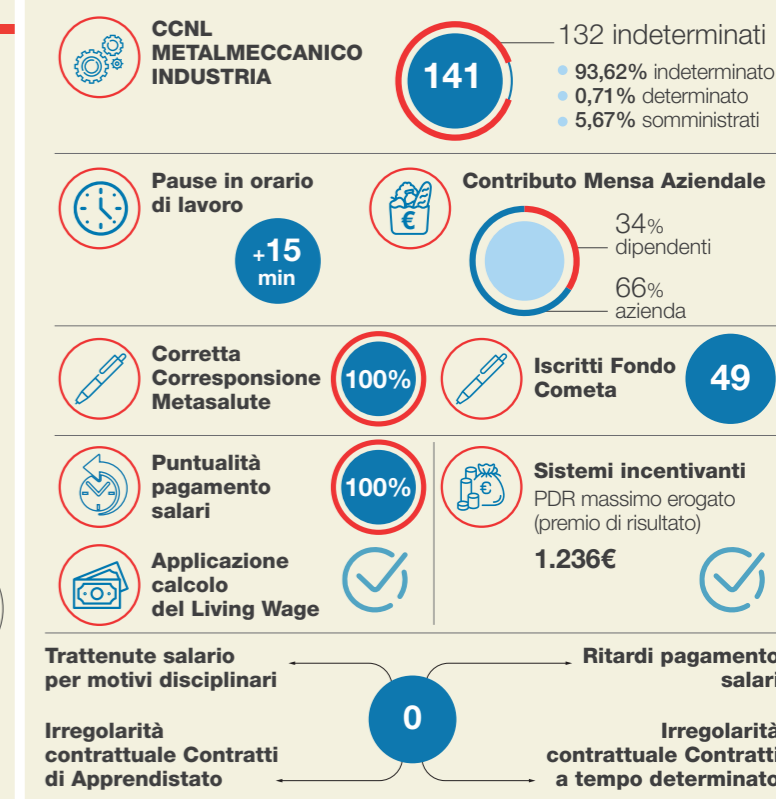 CCNL
METALMECCANICO
INDUSTRIA
141
132 indeterminati
93,62% indeterminato
0,71% determinato
5,67% somministrati
Pause in orario
di lavoro
+15
min
€
Contributo Mensa Aziendale
34%
dipendenti
66%
azienda
Corretta
Corresponsione
Metasalute
100%
Iscritti Fondo
Cometa
49
Puntualità
pagamento
salari
100%
€
Sistemi incentivanti
PDR massimo erogato
(premio di risultato)
1.236€
Applicazione
calcolo
del Living Wage
Trattenute salario
per motivi disciplinari
Ritardi pagamento
salari
0
Irregolarità
contrattuale Contratti
di Apprendistato
Irregolarità
contrattuale Contratti
a tempo determinato